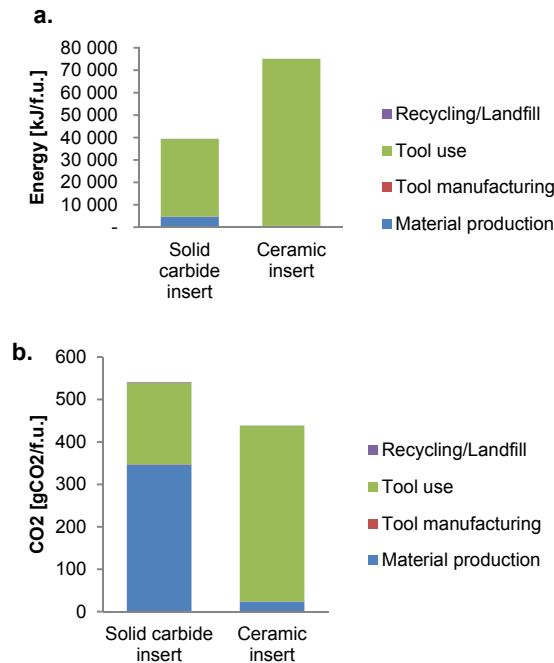 a.
Energy [kJ/f.u.]
80 000
70 000
60 000
50 000
40 000
30 000
20 000
10 000
-
Solid
carbide
insert
Ceramic
insert
Recycling/Landfill
Tool use
Tool manufacturing
Material production
b.
CO2 [gCO2/f.u.]
600
500
400
300
200
100
0
Solid carbide
insert
Ceramic
insert
Recycling/Landfill
Tool use
Tool manufacturing
Material production